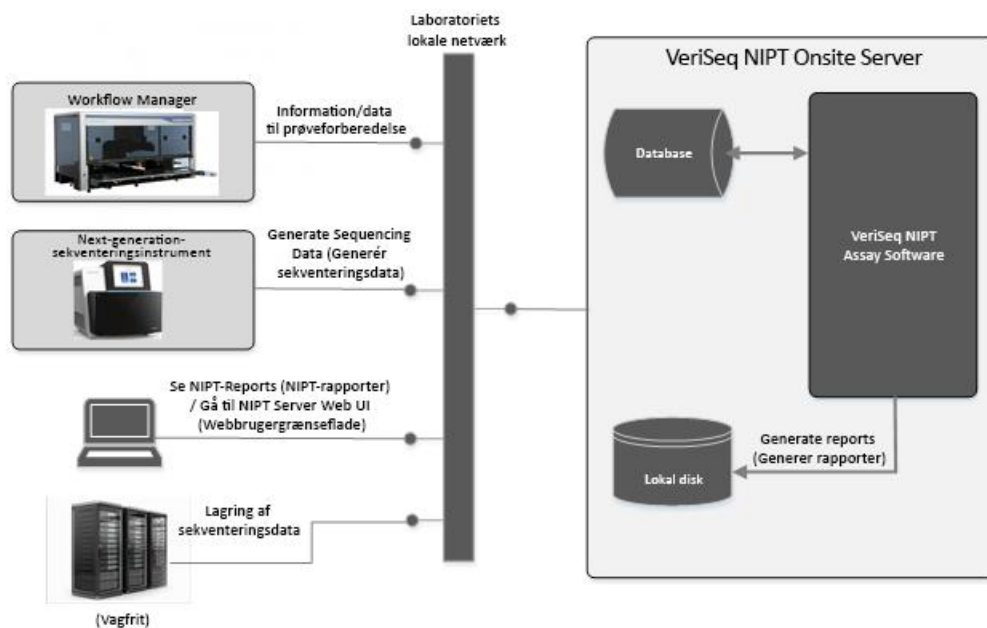 Laboratoriets
lokale netværk
VeriSeq NIPT Onsite Server
Workflow Manager
Information/data
til prøveforberedelse
Database
VeriSeq NIPT
Assay Software
Next-generation-
sekventeringsinstrument
Generate Sequencing
Data (Generér
sekventeringsdata)
Se NIPT-Reports (NIPT-rapporter)
/ Gå til NIPT Server Web UI
(Webbrugergrænseflade)
Generate reports
(Generer rapporter)
Lokal disk
Lagring af
sekventeringsdata
(Vagfrit)